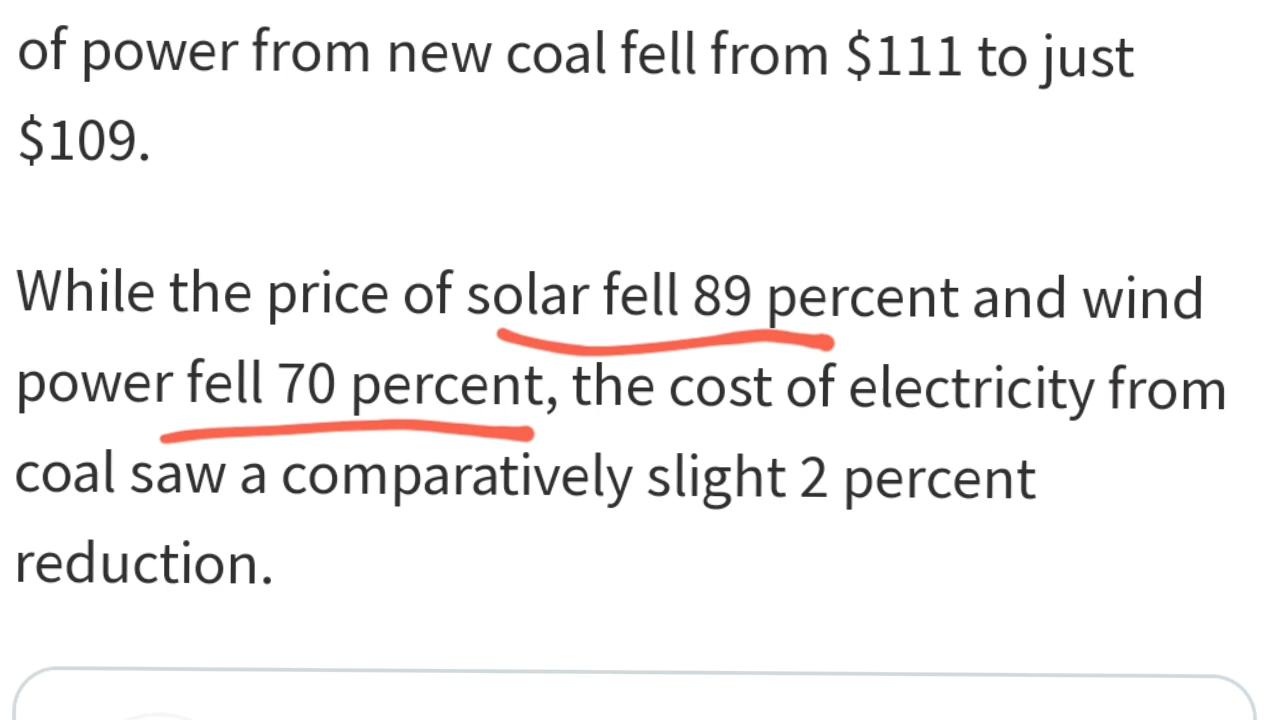 of power from new coal fell from $111 to just
$109.
While the price of solar fell 89 percent and wind
power fell 70 percent, the cost of electricity from
coal saw a comparatively slight 2 percent
reduction.